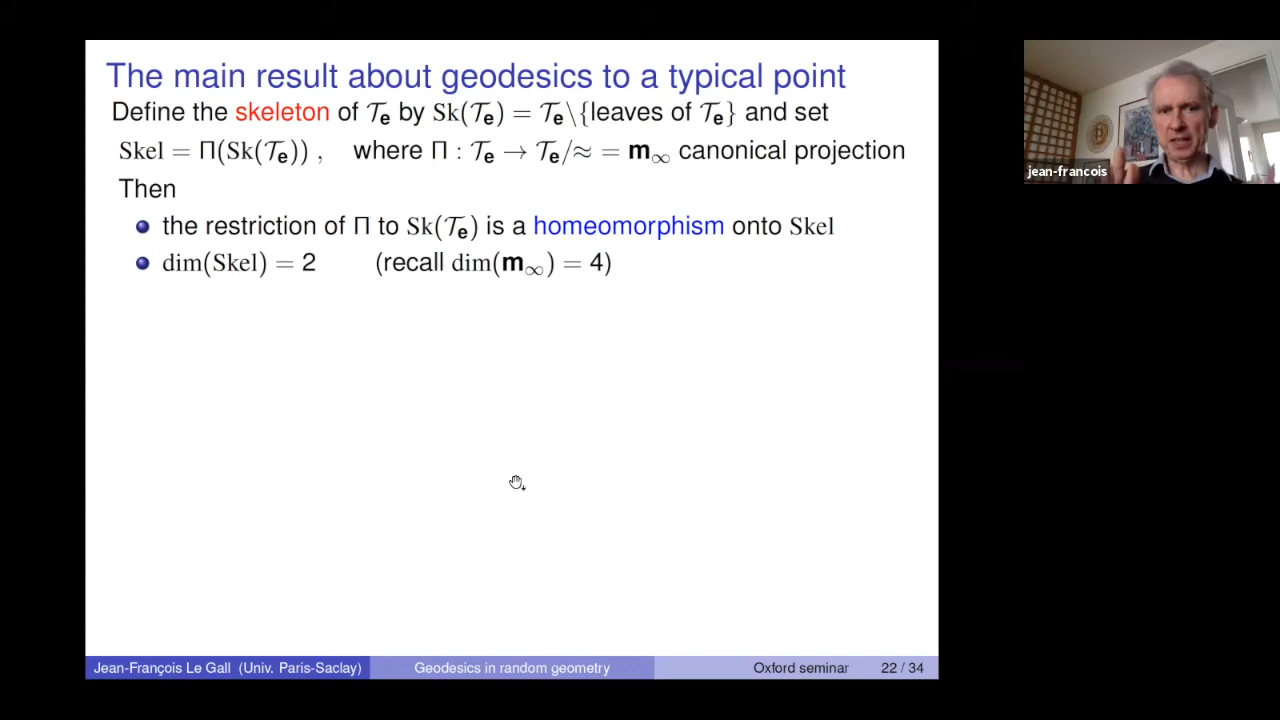 The main result about geodesics to a typical point
Define the skeleton of 𝒯ₑ by Sk(𝒯ₑ) = 𝒯ₑ\{leaves of 𝒯ₑ} and set
Skel = Π(Sk(𝒯ₑ)) , where Π : 𝒯ₑ → 𝒯ₑ/≈ = m∞ canonical projection
Then
the restriction of Π to Sk(𝒯ₑ) is a homeomorphism onto Skel
dim(Skel) = 2 (recall dim(m∞) = 4)
jean-francois
Jean-François Le Gall (Univ. Paris-Saclay) Geodesics in random geometry Oxford seminar 22 / 34